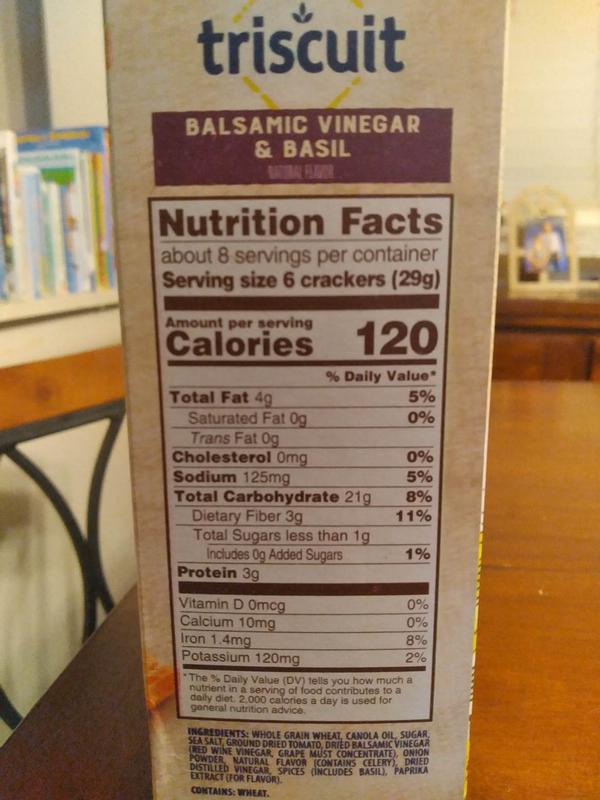 triscuit
BALSAMIC VINEGAR
& BASIL
NATURAL FLAVOR
Nutrition Facts
about 8 servings per container
Serving size 6 crackers (29g)
Amount per serving
Calories 120
% Daily Value*
Total Fat 4g 5%
Saturated Fat 0g 0%
Trans Fat 0g
Cholesterol 0mg 0%
Sodium 125mg 5%
Total Carbohydrate 21g 8%
Dietary Fiber 3g 11%
Total Sugars less than 1g
Includes 0g Added Sugars 1%
Protein 3g
Vitamin D 0mcg 0%
Calcium 10mg 0%
Iron 1.4mg 8%
Potassium 120mg 2%
*The % Daily Value (DV) tells you how much a
nutrient in a serving of food contributes to a
daily diet. 2,000 calories a day is used for
general nutrition advice.
INGREDIENTS: WHOLE GRAIN WHEAT, CANOLA OIL, SUGAR,
SEA SALT, GROUND DRIED TOMATO, DRIED BALSAMIC VINEGAR
(RED WINE VINEGAR, GRAPE MUST CONCENTRATE), ONION
POWDER, NATURAL FLAVOR (CONTAINS CELERY), DRIED
DISTILLED VINEGAR, SPICES (INCLUDES BASIL), PAPRIKA
EXTRACT (FOR FLAVOR).
CONTAINS: WHEAT.